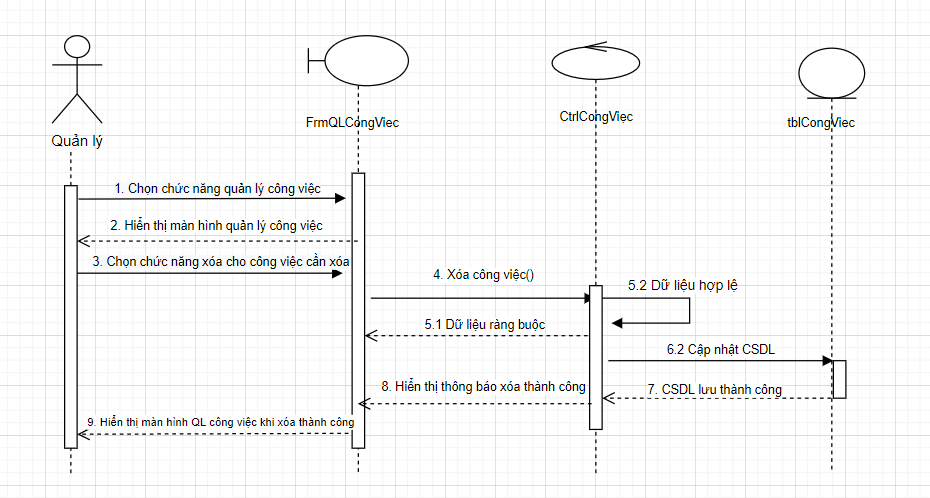 Quản lý
FrmQLCongViec
CtrlCongViec
tblCongViec
1. Chọn chức năng quản lý công việc
2. Hiển thị màn hình quản lý công việc
3. Chọn chức năng xóa cho công việc cần xóa
4. Xóa công việc()
5.2 Dữ liệu hợp lệ
5.1 Dữ liệu ràng buộc
6.2 Cập nhật CSDL
8. Hiển thị thông báo xóa thành công
7. CSDL lưu thành công
9. Hiển thị màn hình QL công việc khi xóa thành công